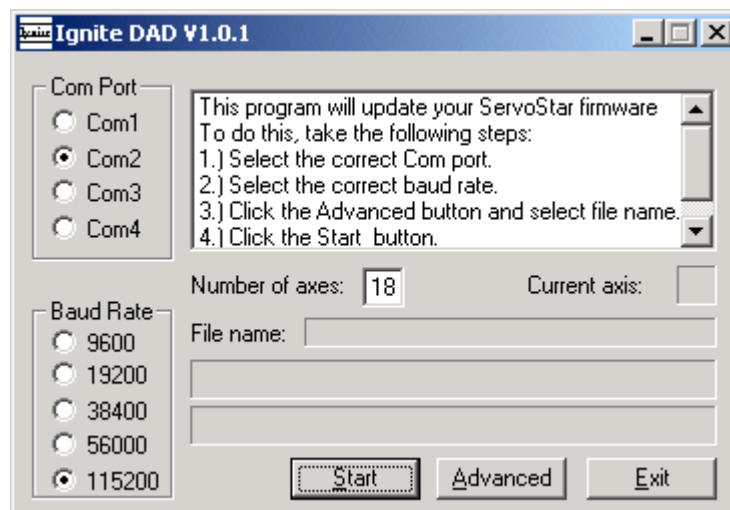 Ignite DAD V1.0.1
Com Port
Com1
Com2
Com3
Com4
This program will update your ServoStar firmware
To do this, take the following steps:
1.) Select the correct Com port.
2.) Select the correct baud rate.
3.) Click the Advanced button and select file name.
4.) Click the Start button.
Number of axes: 18 Current axis:
File name:
Baud Rate
9600
19200
38400
56000
115200
Start Advanced Exit